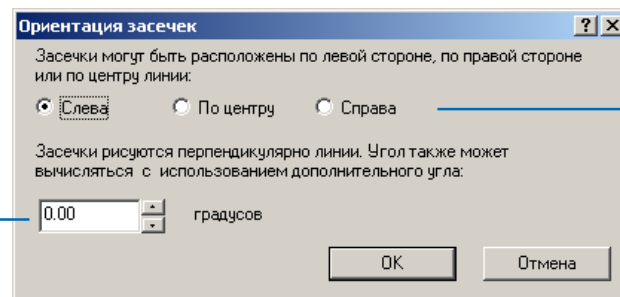 Ориентация засечек
Засечки могут быть расположены по левой стороне, по правой стороне
или по центру линии:
Слева По центру Справа
Засечки рисуются перпендикулярно линии. Угол также может
вычисляться с использованием дополнительного угла:
0.00 градусов
OK Отмена